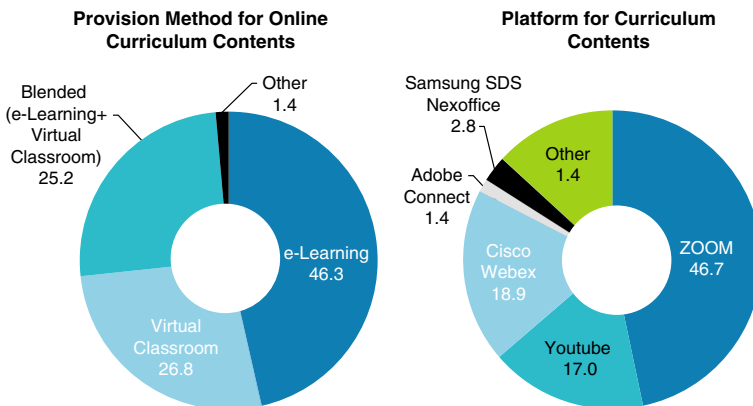 Provision Method for Online
Curriculum Contents
Blended
(e-Learning+
Virtual
Classroom)
25.2
Other
1.4
e-Learning
46.3
Virtual
Classroom
26.8
Platform for Curriculum
Contents
Samsung SDS
Nexoffice
2.8
Other
1.4
Adobe
Connect
1.4
ZOOM
46.7
Cisco
Webex
18.9
Youtube
17.0